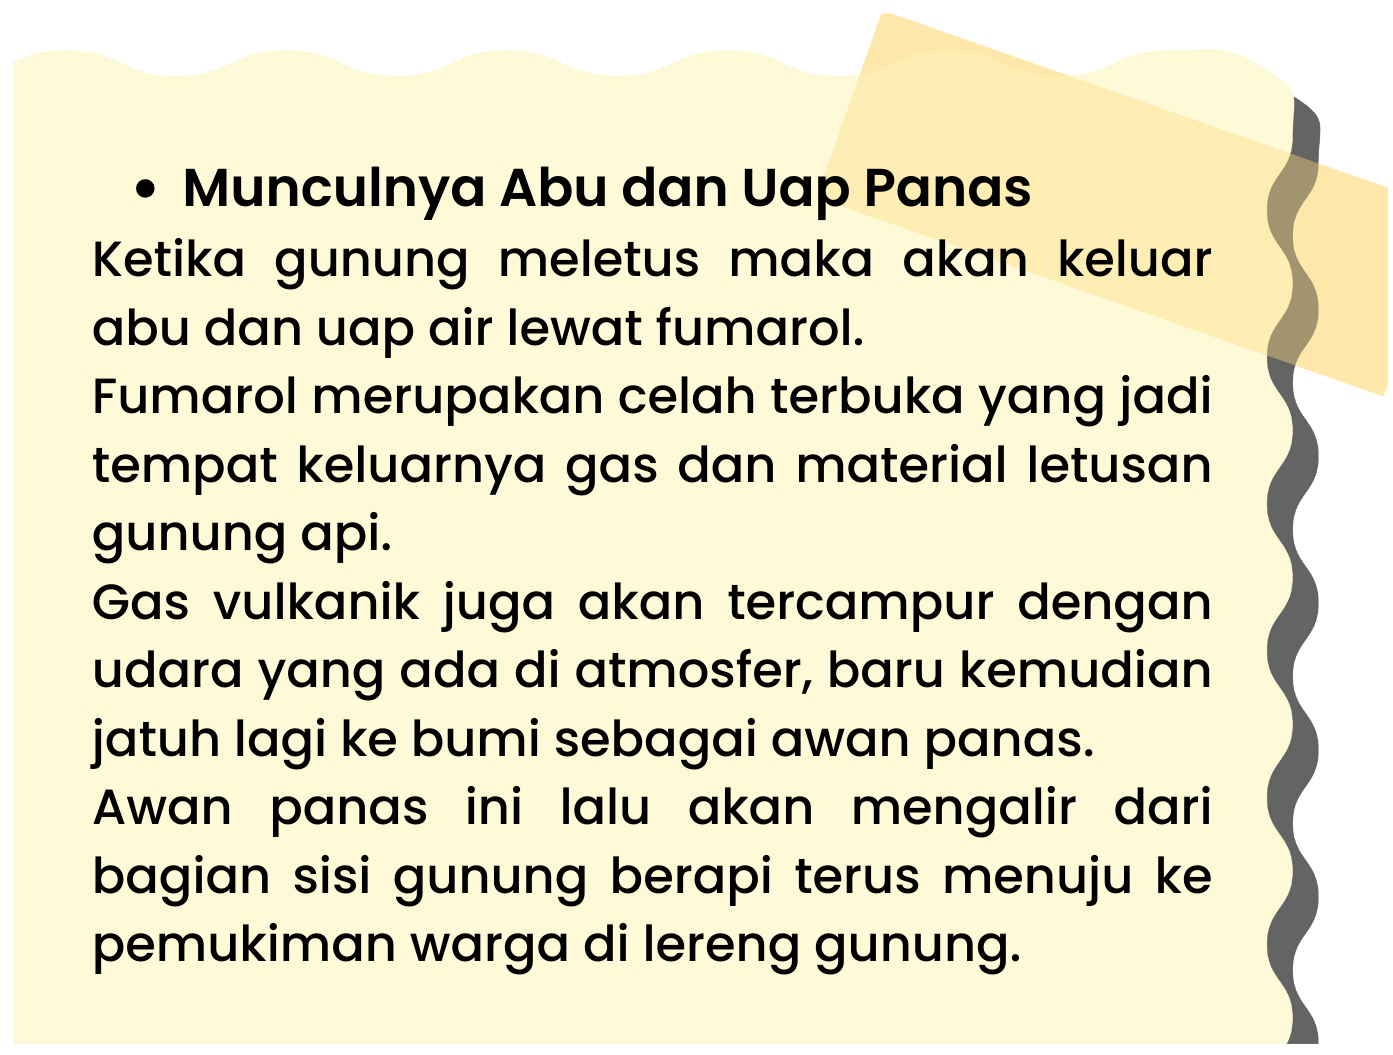 • Munculnya Abu dan Uap Panas
Ketika gunung meletus maka akan keluar
abu dan uap air lewat fumarol.
Fumarol merupakan celah terbuka yang jadi
tempat keluarnya gas dan material letusan
gunung api.
Gas vulkanik juga akan tercampur dengan
udara yang ada di atmosfer, baru kemudian
jatuh lagi ke bumi sebagai awan panas.
Awan panas ini lalu akan mengalir dari
bagian sisi gunung berapi terus menuju ke
pemukiman warga di lereng gunung.